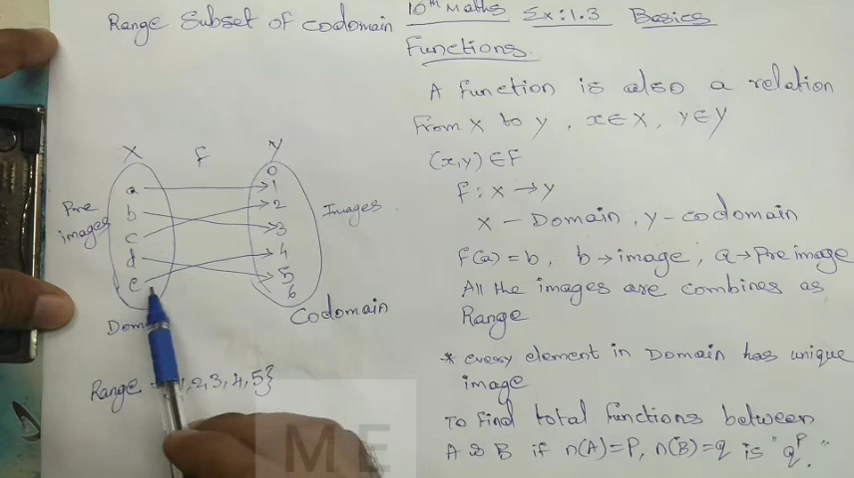 Range Subset of Codomain
10th Maths Ex:1.3 Basics
Functions.
A function is also a relation
From X to Y, x∈X, y∈Y
(x,y)∈F
f: X→Y
X - Domain, Y-codomain
f(a)=b, b→image, a→Preimage
All the images are combines as
Range
* every element in Domain has unique
image
To Find total functions between
A & B if n(A)=P, n(B)=q is "q^P."
X f Y
Pre
images
a
b
c
d
e
0
1
2
3
4
5
6
Images
Codomain
Range ,2,3,4,5}
ME